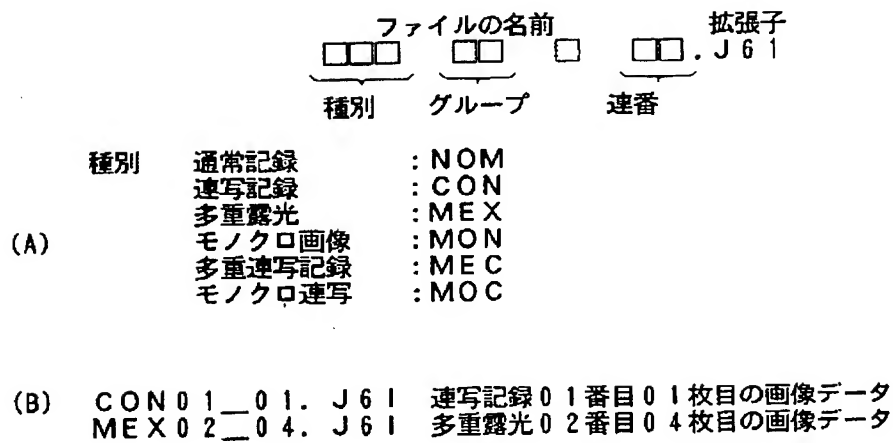 ファイルの名前 拡張子
□□□ □□ □ □□.J61
種別 グループ 連番
種別 通常記録 :NOM
連写記録 :CON
多重露光 :MEX
(A) モノクロ画像 :MON
多重連写記録 :MEC
モノクロ連写 :MOC
(B) CON01__01. J61 連写記録01番目01枚目の画像データ
MEX02__04. J61 多重露光02番目04枚目の画像データ